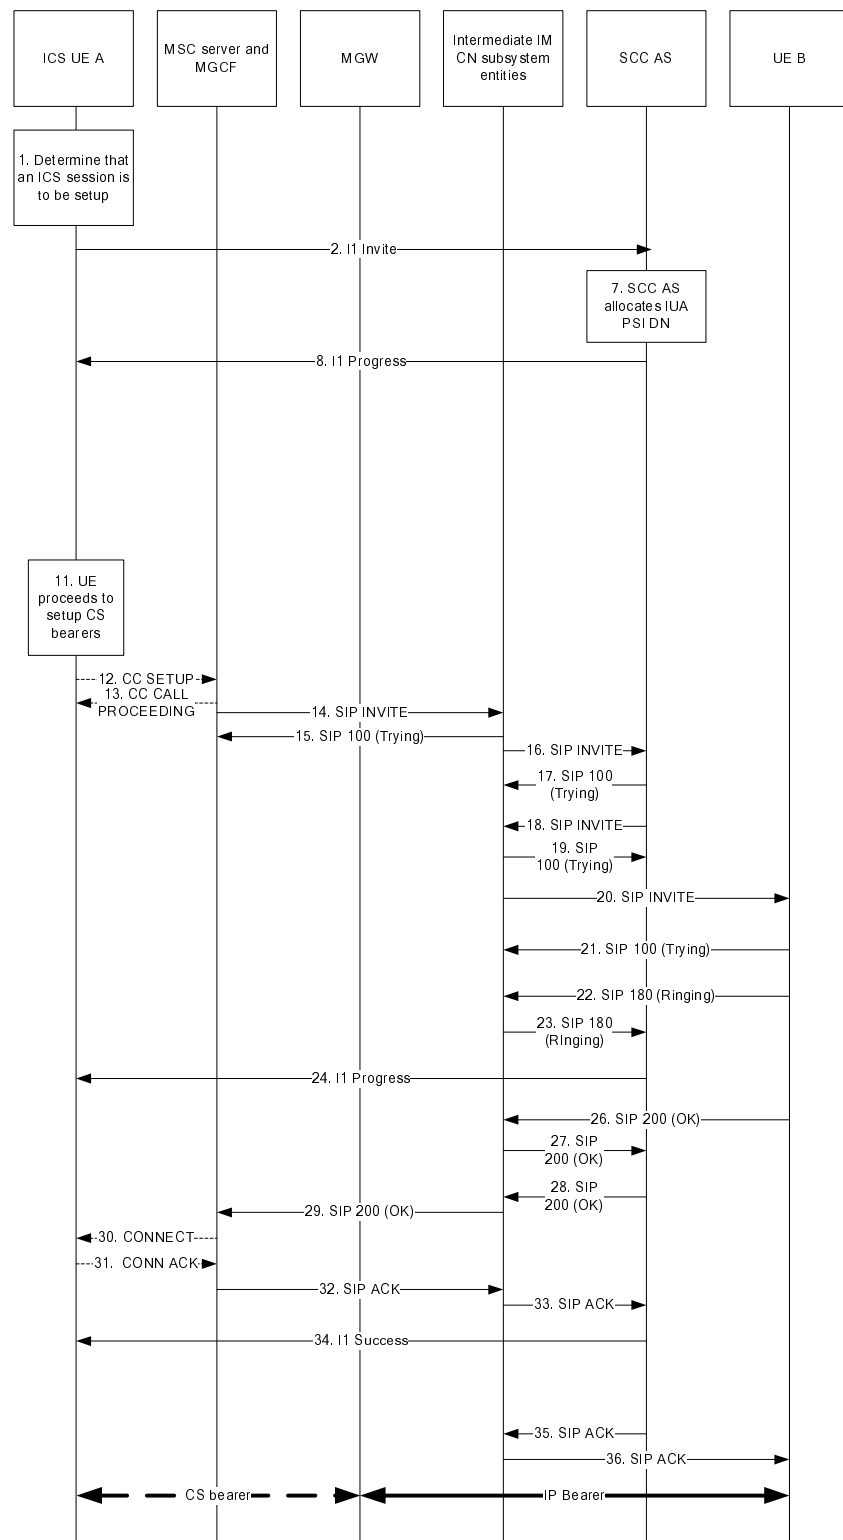 ICS UE A
MSC server and
MGCF
MGW
Intermediate IM
CN subsystem
entities
SCC AS
UE B
1. Determine that
an ICS session is
to be setup
2. I1 Invite
7. SCC AS
allocates IUA
PSI DN
8. I1 Progress
11. UE
proceeds to
setup CS
bearers
12. CC SETUP
13. CC CALL
PROCEEDING
14. SIP INVITE
15. SIP 100 (Trying)
16. SIP INVITE
17. SIP 100
(Trying)
18. SIP INVITE
19. SIP
100 (Trying)
20. SIP INVITE
21. SIP 100 (Trying)
22. SIP 180 (Ringing)
23. SIP 180
(RInging)
24. I1 Progress
26. SIP 200 (OK)
27. SIP
200 (OK)
28. SIP
200 (OK)
29. SIP 200 (OK)
30. CONNECT
31. CONN ACK
32. SIP ACK
33. SIP ACK
34. I1 Success
35. SIP ACK
36. SIP ACK
CS bearer
IP Bearer